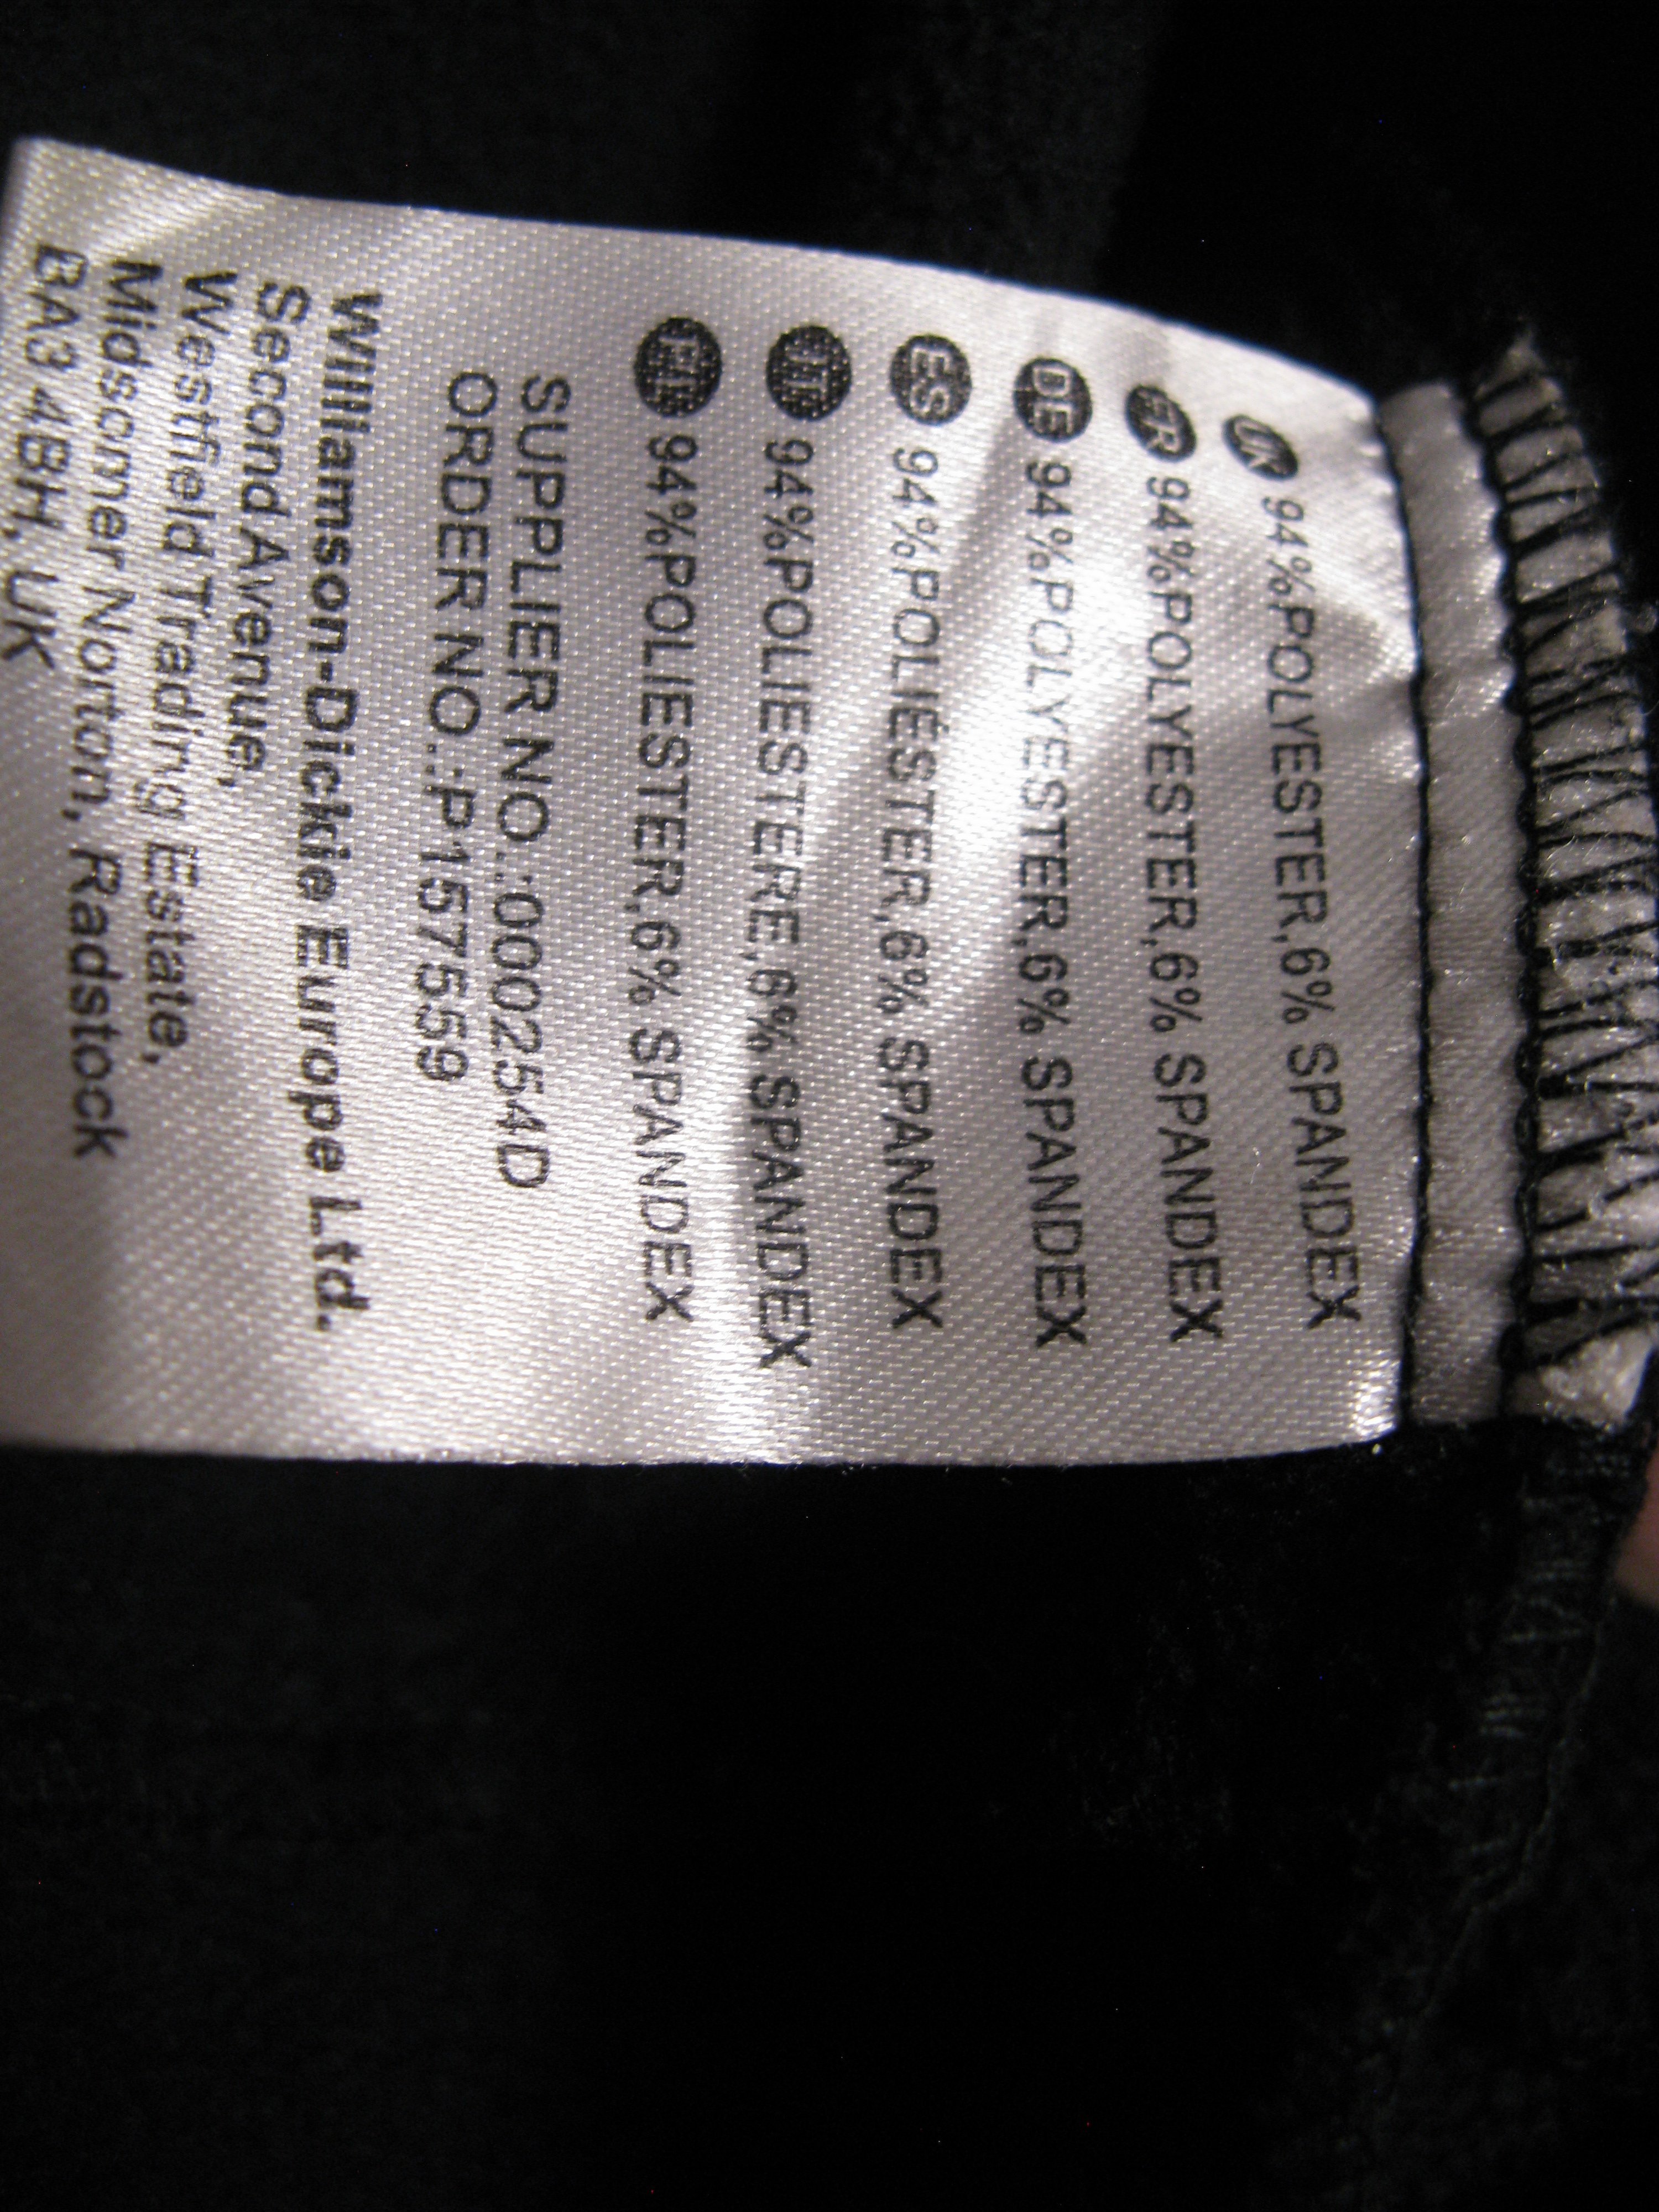 UK 94%POLYESTER,6% SPANDEX
FR 94%POLYESTER,6% SPANDEX
DE 94%POLYESTER,6% SPANDEX
ES 94%POLIÉSTER,6% SPANDEX
IT 94%POLIESTERE,6% SPANDEX
94%POLIESTER,6% SPANDEX
SUPPLIER NO.:000254D
ORDER NO.:P157559
Williamson-Dickie Europe Ltd.
Second Avenue,
Westfield Trading Estate,
Midsomer Norton, Radstock
BA3 4BH, UK